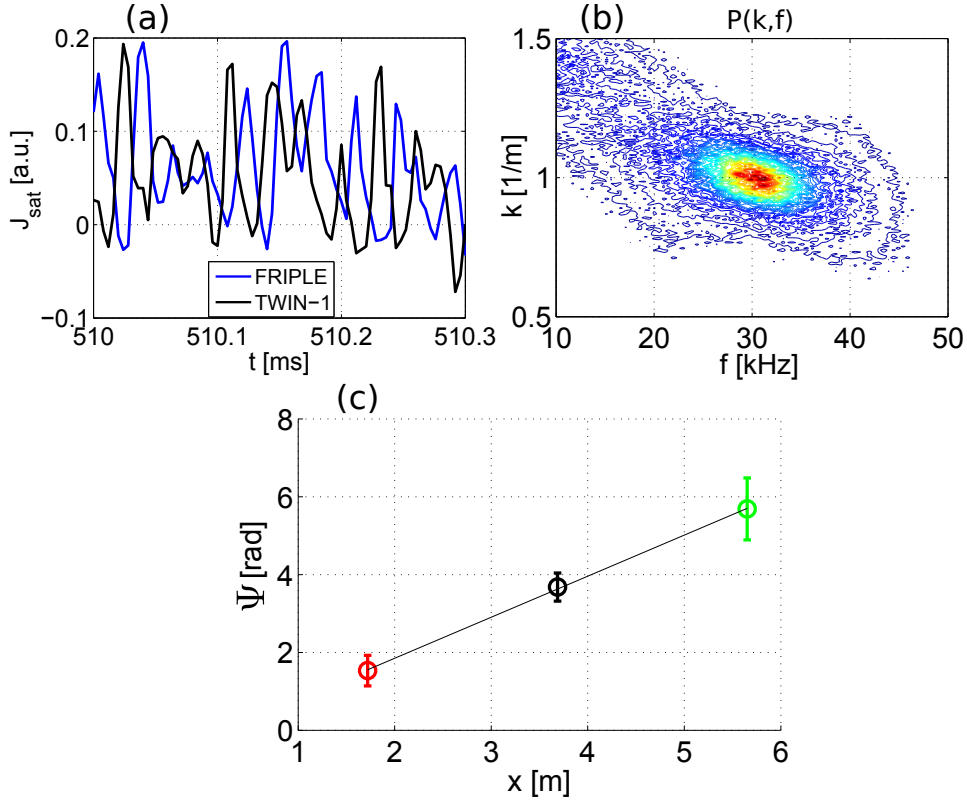 (a)
0.2
0.1
0
−0.1
J_sat [a.u.]
FRIPLE
TWIN−1
510 510.1 510.2 510.3
t [ms]
(b) P(k,f)
1.5
1
0.5
k [1/m]
10 20 30 40 50
f [kHz]
(c)
8
6
4
2
0
Ψ [rad]
1 2 3 4 5 6
x [m]